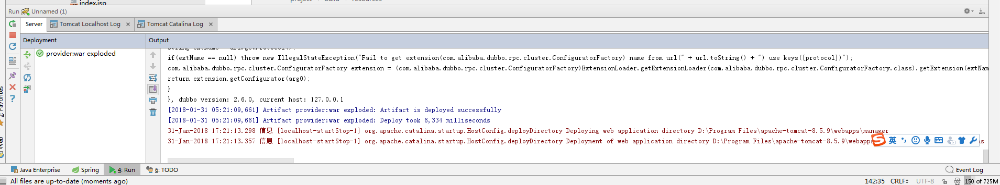 index.jsp
project › build › resources
Run Unnamed (1)
Server Tomcat Localhost Log Tomcat Catalina Log
Deployment Output
provider:war exploded
String extName = url.getProtocol();
if(extName == null) throw new IllegalStateException("Fail to get extension(com.alibaba.dubbo.rpc.cluster.ConfiguratorFactory) name from url(" + url.toString() + ") use keys([protocol])");
com.alibaba.dubbo.rpc.cluster.ConfiguratorFactory extension = (com.alibaba.dubbo.rpc.cluster.ConfiguratorFactory)ExtensionLoader.getExtensionLoader(com.alibaba.dubbo.rpc.cluster.ConfiguratorFactory.class).getExtension(extNam
return extension.getConfigurator(arg0);
}
}, dubbo version: 2.6.0, current host: 127.0.0.1
[2018-01-31 05:21:09,661] Artifact provider:war exploded: Artifact is deployed successfully
[2018-01-31 05:21:09,661] Artifact provider:war exploded: Deploy took 6,334 milliseconds
31-Jan-2018 17:21:13.298 信息 [localhost-startStop-1] org.apache.catalina.startup.HostConfig.deployDirectory Deploying web application directory D:\Program Files\apache-tomcat-8.5.9\webapps\manager
31-Jan-2018 17:21:13.357 信息 [localhost-startStop-1] org.apache.catalina.startup.HostConfig.deployDirectory Deployment of web application directory D:\Program Files\apache-tomcat-8.5.9\webapps
英
2: Favorites
Web
Java Enterprise Spring 4: Run 6: TODO Event Log
All files are up-to-date (moments ago) 142:35 CRLF UTF-8 150 of 725M